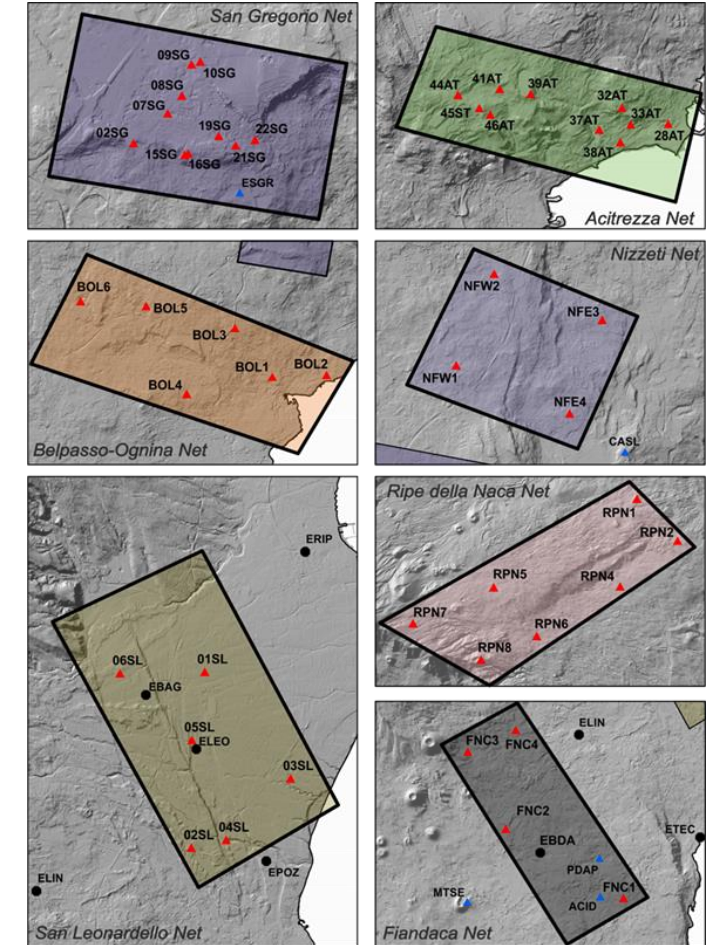 San Gregorio Net
09SG
10SG
08SG
07SG
02SG
19SG
22SG
15SG
16SG
21SG
ESGR
44AT
41AT
39AT
45ST
46AT
32AT
37AT
33AT
28AT
38AT
Acitrezza Net
BOL6
BOL5
BOL3
BOL1
BOL2
BOL4
Belpasso-Ognina Net
Nizzeti Net
NFW2
NFE3
NFW1
NFE4
CASL
ERIP
06SL
01SL
EBAG
05SL
ELEO
03SL
02SL
04SL
EPOZ
ELIN
San Leonardello Net
Ripe della Naca Net
RPN1
RPN2
RPN5
RPN4
RPN7
RPN6
RPN8
FNC3
FNC4
ELIN
FNC2
EBDA
ETEC
PDAP
MTSE
ACID
FNC1
Fiandaca Net